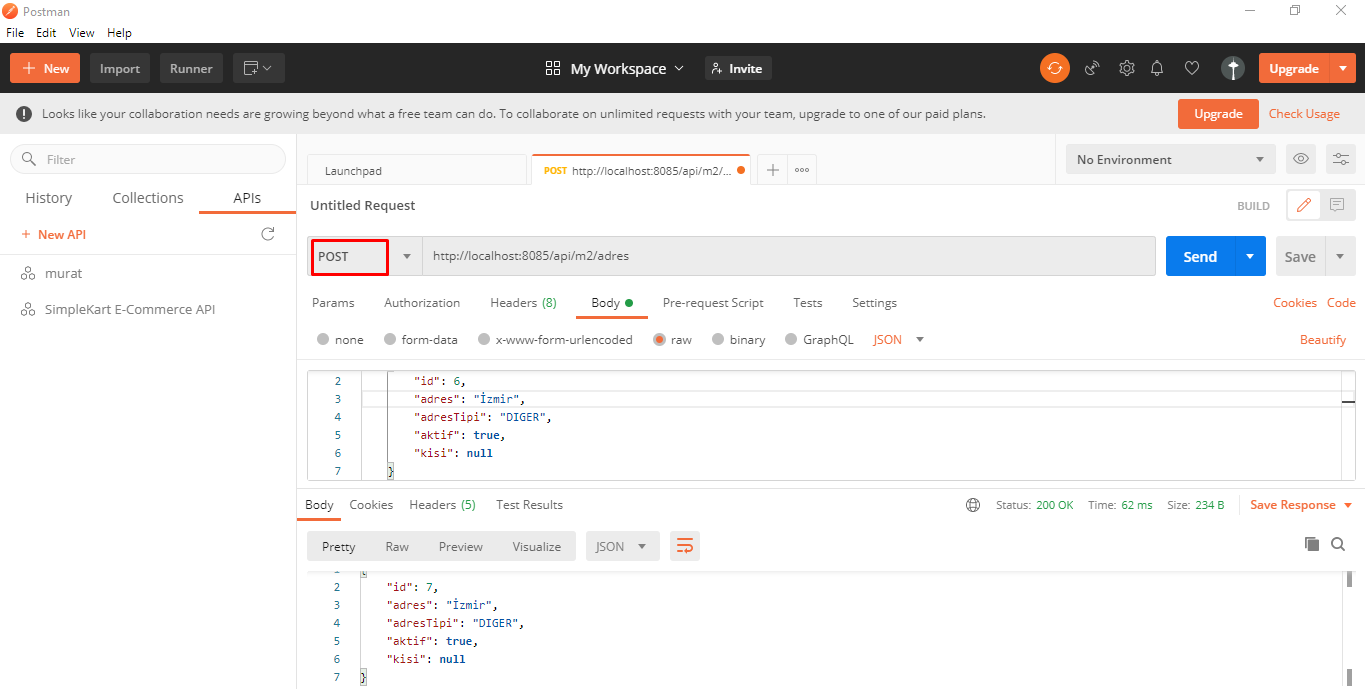 Postman
File Edit View Help
New Import Runner My Workspace Invite Upgrade
Looks like your collaboration needs are growing beyond what a free team can do. To collaborate on unlimited requests with your team, upgrade to one of our paid plans. Upgrade Check Usage
Filter
History Collections APIs
+ New API
murat
SimpleKart E-Commerce API
Launchpad POST http://localhost:8085/api/m2/... No Environment
Untitled Request BUILD
POST http://localhost:8085/api/m2/adres Send Save
Params Authorization Headers (8) Body Pre-request Script Tests Settings Cookies Code
none form-data x-www-form-urlencoded raw binary GraphQL JSON Beautify
2 "id": 6,
3 "adres": "İzmir",
4 "adresTipi": "DIGER",
5 "aktif": true,
6 "kisi": null
7 }
Body Cookies Headers (5) Test Results Status: 200 OK Time: 62 ms Size: 234 B Save Response
Pretty Raw Preview Visualize JSON
1 {
2 "id": 7,
3 "adres": "İzmir",
4 "adresTipi": "DIGER",
5 "aktif": true,
6 "kisi": null
7 }